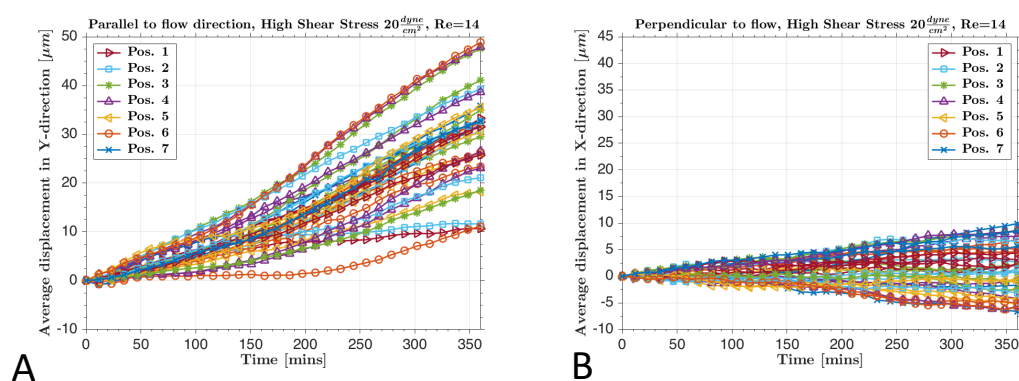 Parallel to flow direction, High Shear Stress 20 dyne/cm², Re=14
Average displacement in Y-direction [μm]
50
40
30
20
10
0
-10
Pos. 1
Pos. 2
Pos. 3
Pos. 4
Pos. 5
Pos. 6
Pos. 7
0 50 100 150 200 250 300 350
Time [mins]
A
Perpendicular to flow, High Shear Stress 20 dyne/cm², Re=14
Average displacement in X-direction [μm]
45
40
35
30
25
20
15
10
5
0
-5
-10
Pos. 1
Pos. 2
Pos. 3
Pos. 4
Pos. 5
Pos. 6
Pos. 7
0 50 100 150 200 250 300 350
Time [mins]
B